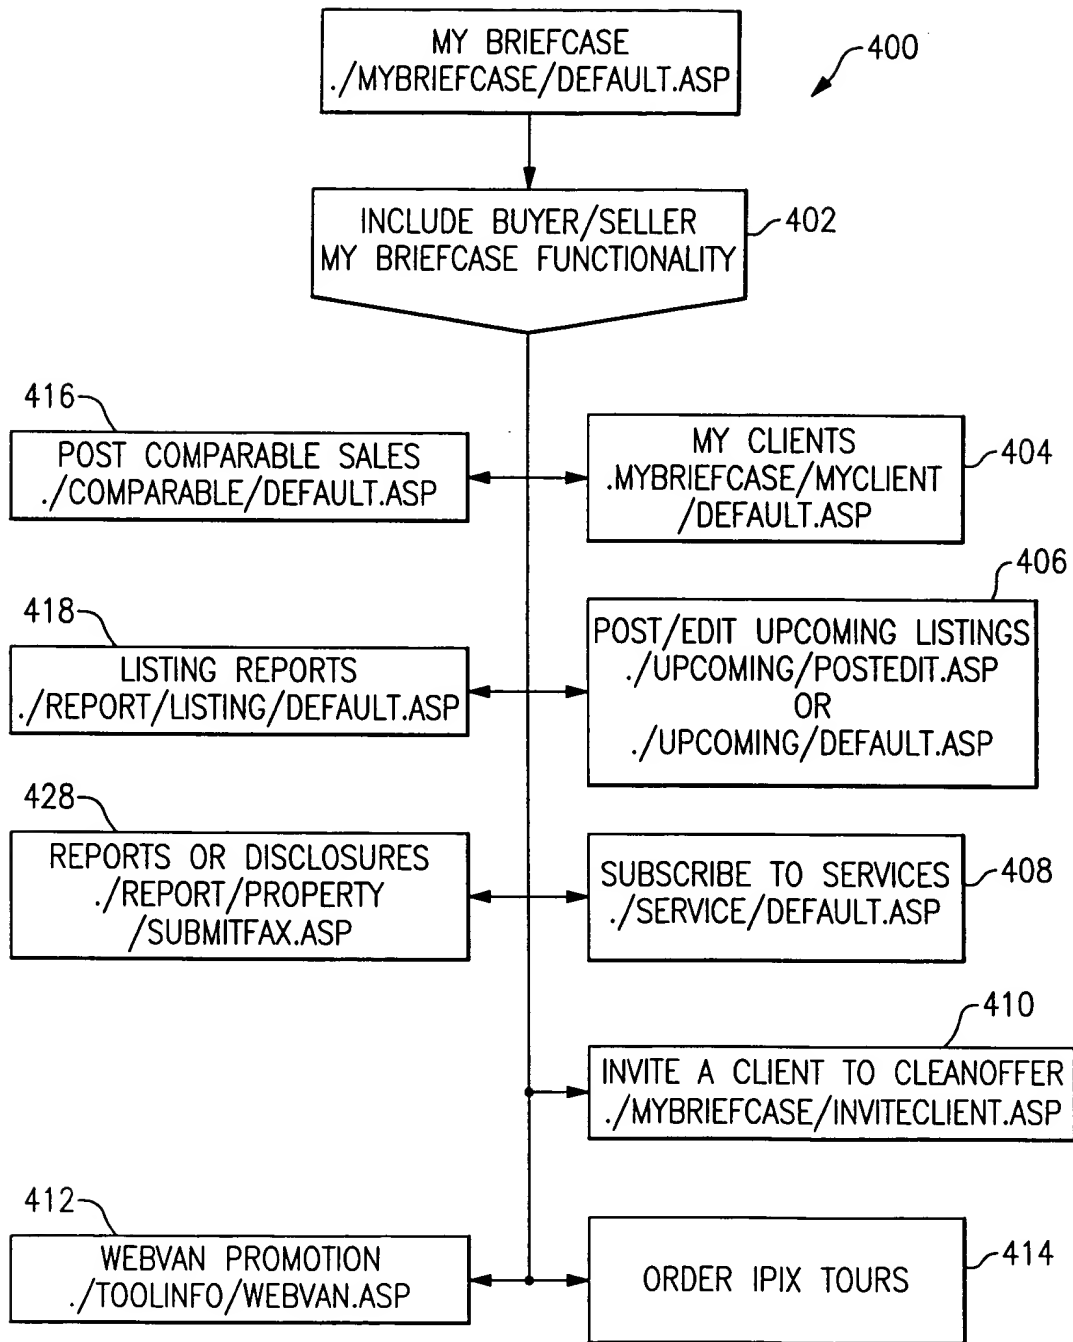 MY BRIEFCASE
./MYBRIEFCASE/DEFAULT.ASP
400
INCLUDE BUYER/SELLER
MY BRIEFCASE FUNCTIONALITY
402
416
POST COMPARABLE SALES
./COMPARABLE/DEFAULT.ASP
MY CLIENTS
.MYBRIEFCASE/MYCLIENT
/DEFAULT.ASP
404
406
418
LISTING REPORTS
./REPORT/LISTING/DEFAULT.ASP
POST/EDIT UPCOMING LISTINGS
./UPCOMING/POSTEDIT.ASP
OR
./UPCOMING/DEFAULT.ASP
428
REPORTS OR DISCLOSURES
./REPORT/PROPERTY
/SUBMITFAX.ASP
SUBSCRIBE TO SERVICES
./SERVICE/DEFAULT.ASP
408
410
INVITE A CLIENT TO CLEANOFFER
./MYBRIEFCASE/INVITECLIENT.ASP
412
WEBVAN PROMOTION
./TOOLINFO/WEBVAN.ASP
ORDER IPIX TOURS
414